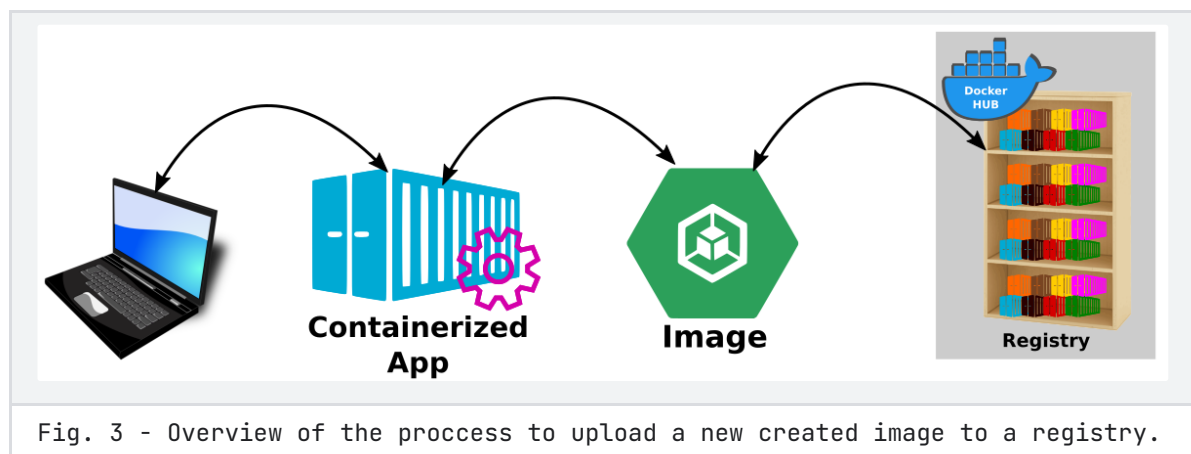 Docker
HUB
Containerized
App
Image
Registry
Fig. 3 - Overview of the proccess to upload a new created image to a registry.